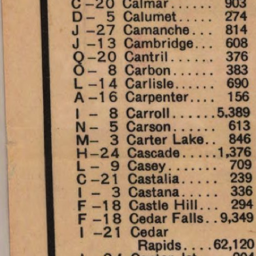 C-20 Calmar...... 903
D- 5 Calumet...... 274
J-27 Camanche... 814
J-13 Cambridge... 608
O-20 Cantril...... 376
O- 8 Carbon...... 383
L-14 Carlisle...... 690
A-16 Carpenter.... 156
I - 8 Carroll......5,389
N- 5 Carson...... 613
M- 3 Carter Lake.. 846
H-24 Cascade.....1,376
L- 9 Casey....... 709
G-21 Castalia..... 239
I - 3 Castana..... 336
F-18 Castle Hill... 294
F-18 Cedar Falls..9,349
I -21 Cedar
Rapids....62,120